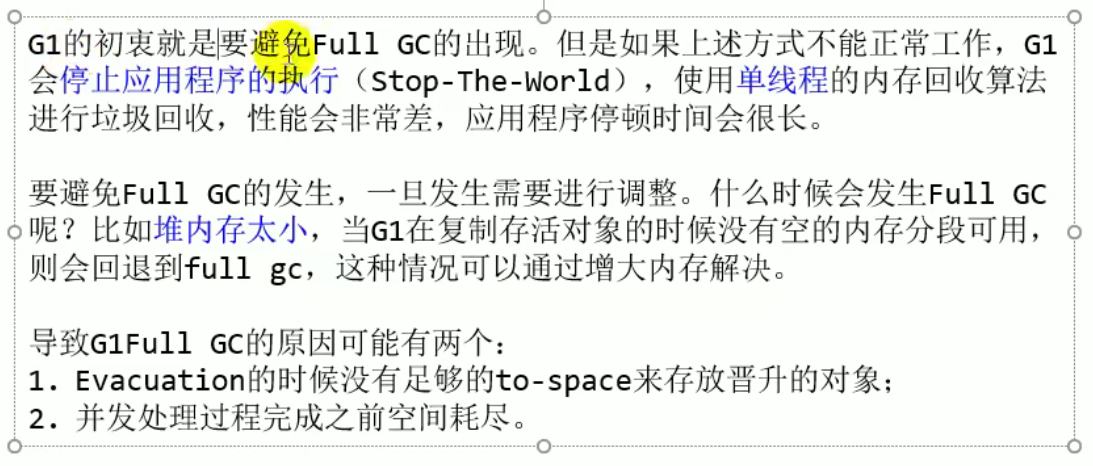 G1的初衷就是要避免Full GC的出现。但是如果上述方式不能正常工作，G1
会停止应用程序的执行（Stop-The-World），使用单线程的内存回收算法
进行垃圾回收，性能会非常差，应用程序停顿时间会很长。
要避免Full GC的发生，一旦发生需要进行调整。什么时候会发生Full GC
呢？比如堆内存太小，当G1在复制存活对象的时候没有空的内存分段可用，
则会回退到full gc，这种情况可以通过增大内存解决。
导致G1Full GC的原因可能有两个：
1. Evacuation的时候没有足够的to-space来存放晋升的对象；
2. 并发处理过程完成之前空间耗尽。